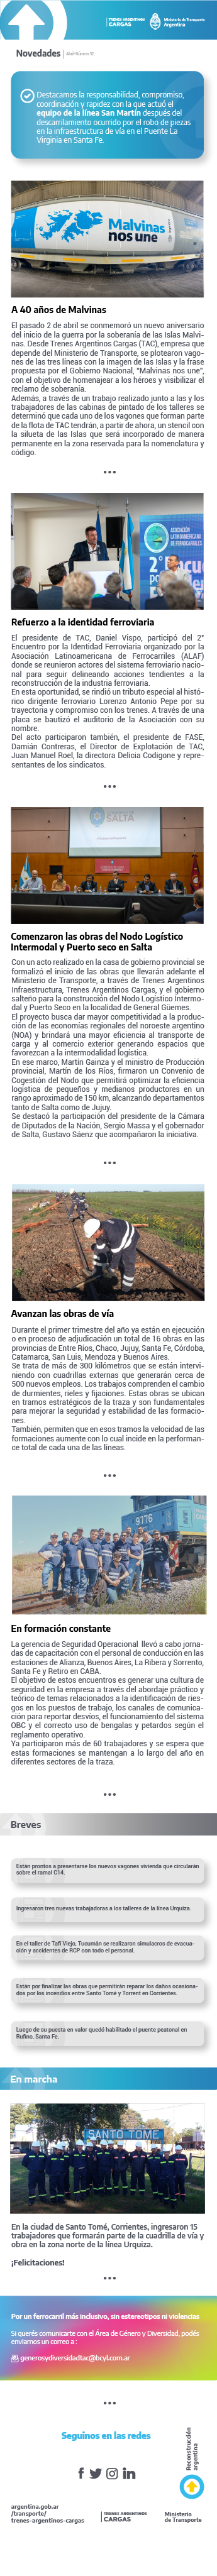 TRENES ARGENTINOS
CARGAS
Ministerio de Transporte
Argentina
Novedades
Destacamos la responsabilidad, compromiso,
coordinación y rapidez con la que actuó el
equipo de la línea San Martín después del
descarrilamiento ocurrido por el robo de piezas
en la infraestructura de vía en el Puente La
Virginia en Santa Fe.
Malvinas
nos une
A 40 años de Malvinas
El pasado 2 de abril se conmemoró un nuevo aniversario
del inicio de la guerra por la soberanía de las Islas Malvi-
nas. Desde Trenes Argentinos Cargas (TAC), empresa que
depende del Ministerio de Transporte, se plotearon vago-
nes de las tres líneas con la imagen de las Islas y la frase
propuesta por el Gobierno Nacional, “Malvinas nos une”,
con el objetivo de homenajear a los héroes y visibilizar el
reclamo de soberanía.
Además, a través de un trabajo realizado junto a las y los
trabajadores de las cabinas de pintado de los talleres se
determinó que cada uno de los vagones que forman parte
de la flota de TAC tendrán, a partir de ahora, un stencil con
la silueta de las Islas que será incorporado de manera
permanente en la zona reservada para la nomenclatura y
código.
ASOCIACIÓN
LATINOAMERICANA
DE FERROCARRILES
2°
Refuerzo a la identidad ferroviaria
El presidente de TAC, Daniel Vispo, participó del 2°
Encuentro por la Identidad Ferroviaria organizado por la
Asociación Latinoamericana de Ferrocarriles (ALAF)
donde se reunieron actores del sistema ferroviario nacio-
nal para seguir delineando acciones tendientes a la
reconstrucción de la industria ferroviaria.
En esta oportunidad, se rindió un tributo especial al histó-
rico dirigente ferroviario Lorenzo Antonio Pepe por su
trayectoria y compromiso con los trenes. A través de una
placa se bautizó el auditorio de la Asociación con su
nombre.
Del acto participaron también, el presidente de FASE,
Damián Contreras, el Director de Explotación de TAC,
Juan Manuel Roel, la directora Delicia Codigone y repre-
sentantes de los sindicatos.
SALTA
Comenzaron las obras del Nodo Logístico
Intermodal y Puerto seco en Salta
Con un acto realizado en la casa de gobierno provincial se
formalizó el inicio de las obras que llevarán adelante el
Ministerio de Transporte, a través de Trenes Argentinos
Infraestructura, Trenes Argentinos Cargas, y el gobierno
salteño para la construcción del Nodo Logístico Intermo-
dal y Puerto Seco en la localidad de General Güemes.
El proyecto busca dar mayor competitividad a la produc-
ción de las economías regionales del noroeste argentino
(NOA) y brindará una mayor eficiencia al transporte de
carga y al comercio exterior generando espacios que
favorezcan a la intermodalidad logística.
En ese marco, Martín Gainza y el ministro de Producción
provincial, Martín de los Ríos, firmaron un Convenio de
Cogestión del Nodo que permitirá optimizar la eficiencia
logística de pequeños y medianos productores en un
rango aproximado de 150 km, alcanzando departamentos
tanto de Salta como de Jujuy.
Se destacó la participación del presidente de la Cámara
de Diputados de la Nación, Sergio Massa y el gobernador
de Salta, Gustavo Sáenz que acompañaron la iniciativa.
Avanzan las obras de vía
Durante el primer trimestre del año ya están en ejecución
o en proceso de adjudicación un total de 16 obras en las
provincias de Entre Ríos, Chaco, Jujuy, Santa Fe, Córdoba,
Catamarca, San Luis, Mendoza y Buenos Aires.
Se trata de más de 300 kilómetros que se están intervi-
niendo con cuadrillas externas que generarán cerca de
500 nuevos empleos. Los trabajos comprenden el cambio
de durmientes, rieles y fijaciones. Estas obras se ubican
en tramos estratégicos de la traza y son fundamentales
para mejorar la seguridad y estabilidad de las formacio-
nes.
También, permiten que en esos tramos la velocidad de las
formaciones aumente con lo cual incide en la performan-
ce total de cada una de las líneas.
9776
En formación constante
La gerencia de Seguridad Operacional llevó a cabo jorna-
das de capacitación con el personal de conducción en las
estaciones de Alianza, Buenos Aires, La Ribera y Sorrento,
Santa Fe y Retiro en CABA.
El objetivo de estos encuentros es generar una cultura de
seguridad en la empresa a través del abordaje práctico y
teórico de temas relacionados a la identificación de ries-
gos en los puestos de trabajo, los canales de comunica-
ción para reportar desvíos, el funcionamiento del sistema
OBC y el correcto uso de bengalas y petardos según el
reglamento operativo.
Ya participaron más de 60 trabajadores y se espera que
estas formaciones se mantengan a lo largo del año en
diferentes sectores de la traza.
Breves
Están prontos a presentarse los nuevos vagones vivienda que circularán
sobre el ramal C14.
Ingresaron tres nuevas trabajadoras a los talleres de la línea Urquiza.
En el taller de Tafí Viejo, Tucumán se realizaron simulacros de evacua-
ción y accidentes de RCP con todo el personal.
Están por finalizar las obras que permitirán reparar los daños ocasiona-
dos por los incendios entre Santo Tomé y Torrent en Corrientes.
Luego de su puesta en valor quedó habilitado el puente peatonal en
Rufino, Santa Fe.
En marcha
SANTO TOME
En la ciudad de Santo Tomé, Corrientes, ingresaron 15
trabajadores que formarán parte de la cuadrilla de vía y
obra en la zona norte de la línea Urquiza.
¡Felicitaciones!
Por un ferrocarril más inclusivo, sin estereotipos ni violencias
Si querés comunicarte con el Área de Género y Diversidad, podés
enviarnos un correo a :
generosydiversidadtac@bcyl.com.ar
Seguinos en las redes
Reconstrucción
argentina
argentina.gob.ar
/transporte/
trenes-argentinos-cargas
TRENES ARGENTINOS
CARGAS
Ministerio
de Transporte